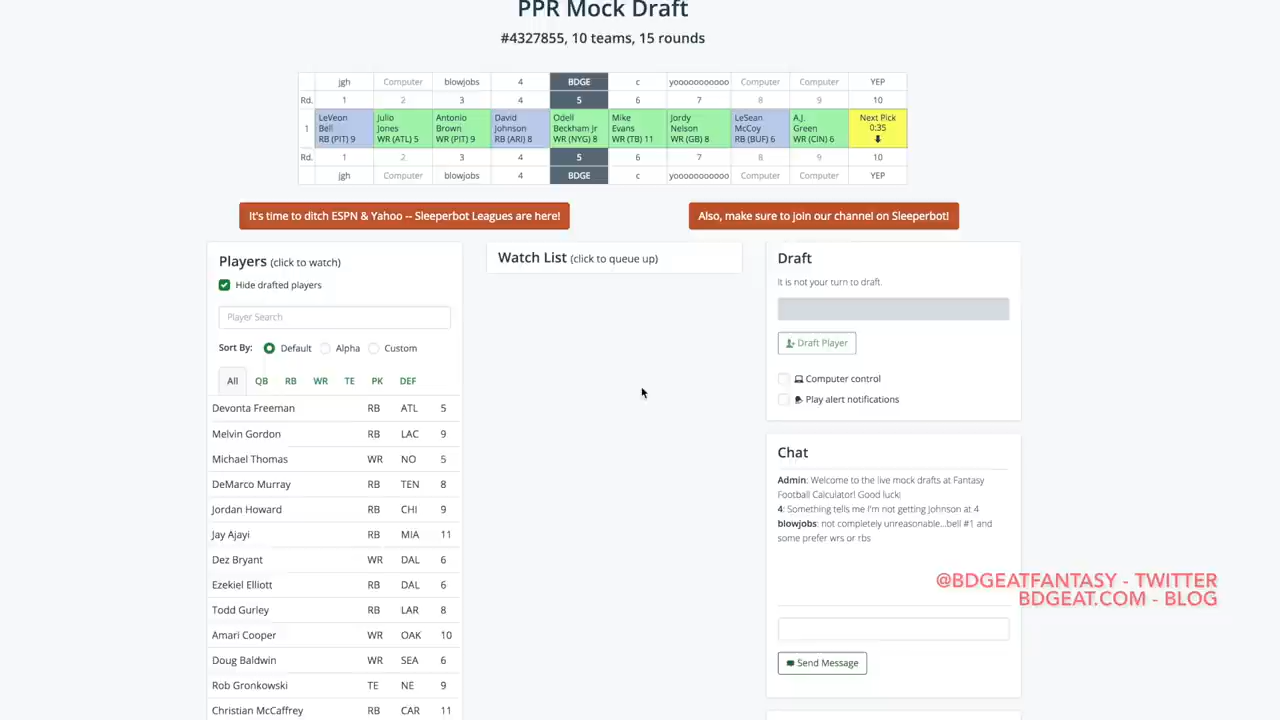 PPR Mock Draft
#4327855, 10 teams, 15 rounds
jgh Computer blowjobs 4 BDGE c yooooooooooo Computer Computer YEP
Rd. 1 2 3 4 5 6 7 8 9 10
LeVeon Julio Antonio David Odell Mike Jordy LeSean A.J. Next Pick
1 Bell Jones Brown Johnson Beckham Jr Evans Nelson McCoy Green 0:35
RB (PIT) 9 WR (ATL) 5 WR (PIT) 9 RB (ARI) 8 WR (NYG) 8 WR (TB) 11 WR (GB) 8 RB (BUF) 6 WR (CIN) 6
Rd. 1 2 3 4 5 6 7 8 9 10
jgh Computer blowjobs 4 BDGE c yooooooooooo Computer Computer YEP
It's time to ditch ESPN & Yahoo -- Sleeperbot Leagues are here!
Also, make sure to join our channel on Sleeperbot!
Players (click to watch)
Hide drafted players
Player Search
Sort By: Default Alpha Custom
All QB RB WR TE PK DEF
Devonta Freeman RB ATL 5
Melvin Gordon RB LAC 9
Michael Thomas WR NO 5
DeMarco Murray RB TEN 8
Jordan Howard RB CHI 9
Jay Ajayi RB MIA 11
Dez Bryant WR DAL 6
Ezekiel Elliott RB DAL 6
Todd Gurley RB LAR 8
Amari Cooper WR OAK 10
Doug Baldwin WR SEA 6
Rob Gronkowski TE NE 9
Christian McCaffrey RB CAR 11
Watch List (click to queue up)
Draft
It is not your turn to draft.
Draft Player
Computer control
Play alert notifications
Chat
Admin: Welcome to the live mock drafts at Fantasy
Football Calculator! Good luck!
4: Something tells me I'm not getting Johnson at 4
blowjobs: not completely unreasonable...bell #1 and
some prefer wrs or rbs
Send Message
@BDGEATFANTASY - TWITTER
BDGEAT.COM - BLOG